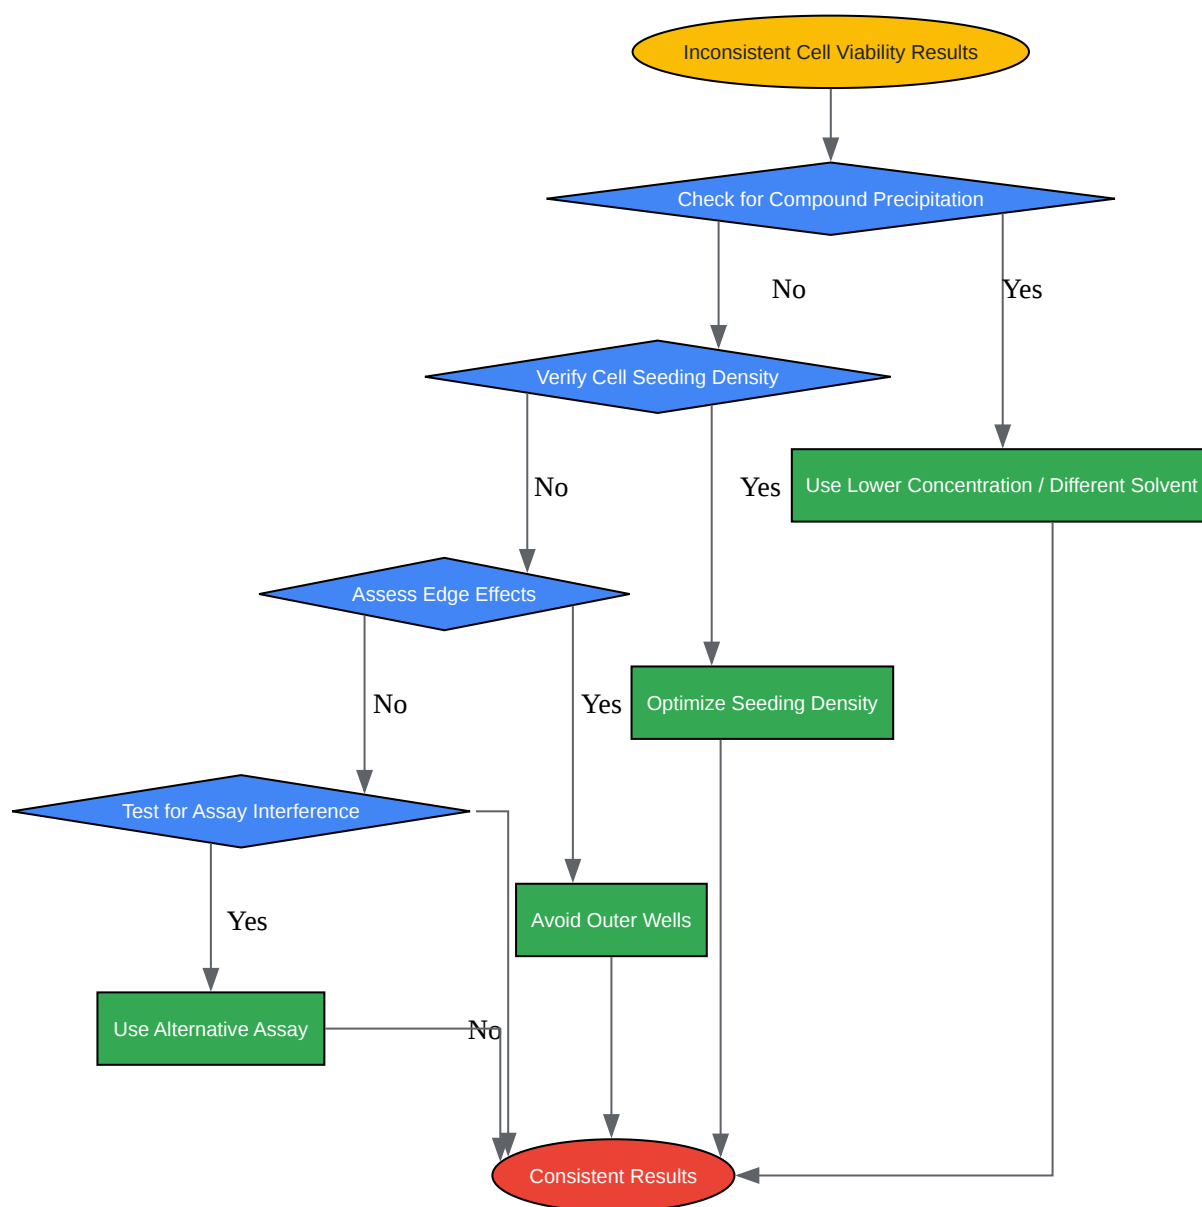 Inconsistent Cell Viability Results
Check for Compound Precipitation
No
Yes
Verify Cell Seeding Density
No
Yes
Use Lower Concentration / Different Solvent
Assess Edge Effects
No
Yes
Optimize Seeding Density
Test for Assay Interference
Yes
Avoid Outer Wells
Use Alternative Assay
No
Consistent Results